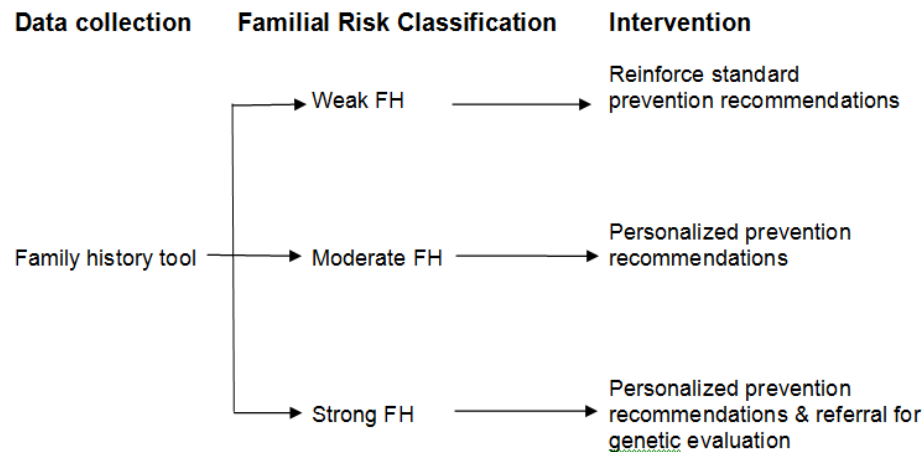 Data collection Familial Risk Classification Intervention
Weak FH
Reinforce standard
prevention recommendations
Family history tool
Moderate FH
Personalized prevention
recommendations
Strong FH
Personalized prevention
recommendations & referral for
genetic evaluation